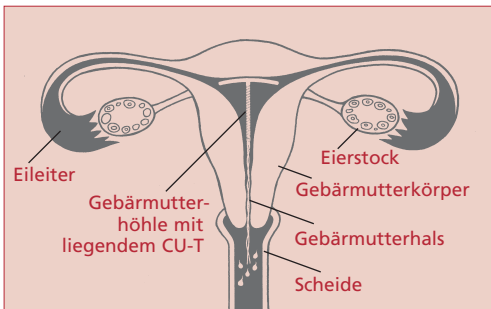 Eileiter
Gebärmutter-
höhle mit
liegendem CU-T
Eierstock
Gebärmutterkörper
Gebärmutterhals
Scheide